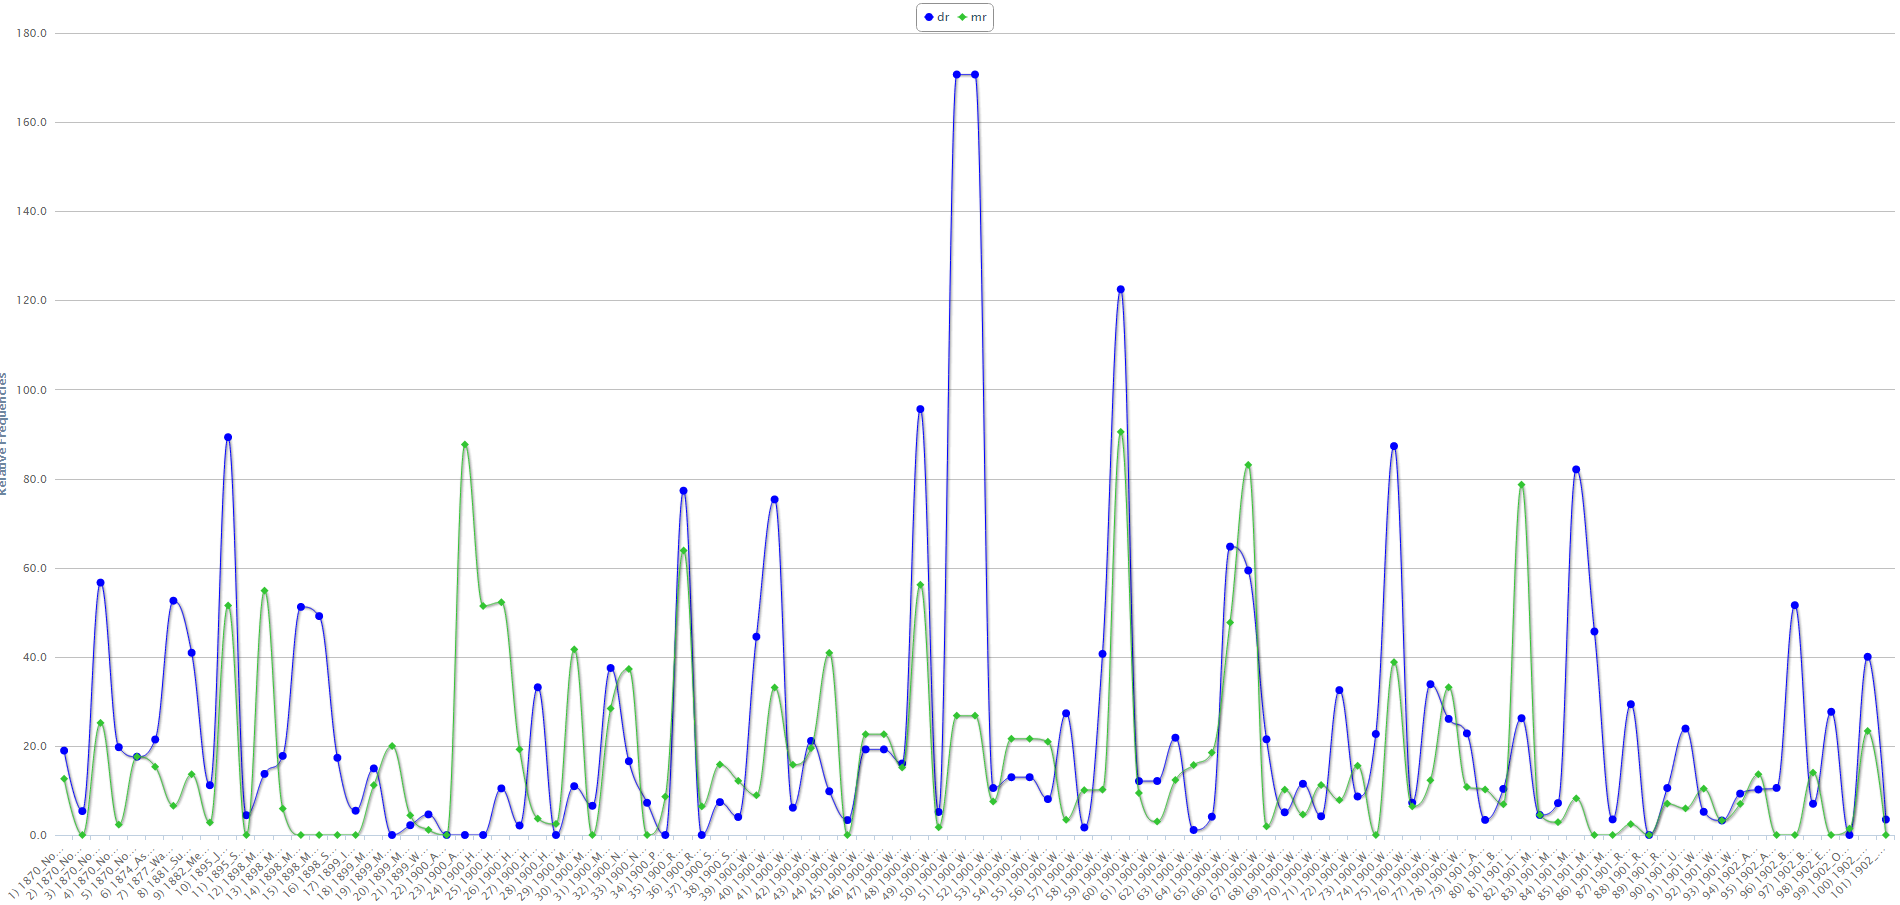 dr mr
180.0
160.0
140.0
120.0
100.0
80.0
60.0
40.0
20.0
0.0
Relative Frequencies
1) 1870_No...
2) 1870_No...
3) 1870_No...
4) 1870_No...
5) 1870_No...
6) 1874_As...
7) 1877_Wa...
8) 1881_Su...
9) 1882_Me...
10) 1895_J...
11) 1895_S...
12) 1898_M...
13) 1898_M...
14) 1898_M...
15) 1898_M...
16) 1898_S...
17) 1899_I...
18) 1899_M...
19) 1899_M...
20) 1899_M...
21) 1899_W...
22) 1900_A...
23) 1900_A...
24) 1900_H...
25) 1900_H...
26) 1900_H...
27) 1900_H...
28) 1900_H...
29) 1900_M...
30) 1900_M...
31) 1900_M...
32) 1900_N...
33) 1900_N...
34) 1900_P...
35) 1900_R...
36) 1900_R...
37) 1900_S...
38) 1900_S...
39) 1900_W...
40) 1900_W...
41) 1900_W...
42) 1900_W...
43) 1900_W...
44) 1900_W...
45) 1900_W...
46) 1900_W...
47) 1900_W...
48) 1900_W...
49) 1900_W...
50) 1900_W...
51) 1900_W...
52) 1900_W...
53) 1900_W...
54) 1900_W...
55) 1900_W...
56) 1900_W...
57) 1900_W...
58) 1900_W...
59) 1900_W...
60) 1900_W...
61) 1900_W...
62) 1900_W...
63) 1900_W...
64) 1900_W...
65) 1900_W...
66) 1900_W...
67) 1900_W...
68) 1900_W...
69) 1900_W...
70) 1900_W...
71) 1900_W...
72) 1900_W...
73) 1900_W...
74) 1900_W...
75) 1900_W...
76) 1900_W...
77) 1900_W...
78) 1900_W...
79) 1901_A...
80) 1901_B...
81) 1901_L...
82) 1901_M...
83) 1901_M...
84) 1901_M...
85) 1901_M...
86) 1901_M...
87) 1901_R...
88) 1901_R...
89) 1901_R...
90) 1901_U...
91) 1901_W...
92) 1901_W...
93) 1901_W...
94) 1902_A...
95) 1902_A...
96) 1902_B...
97) 1902_B...
98) 1902_E...
99) 1902_O...
100) 1902_...
101) 1902_...